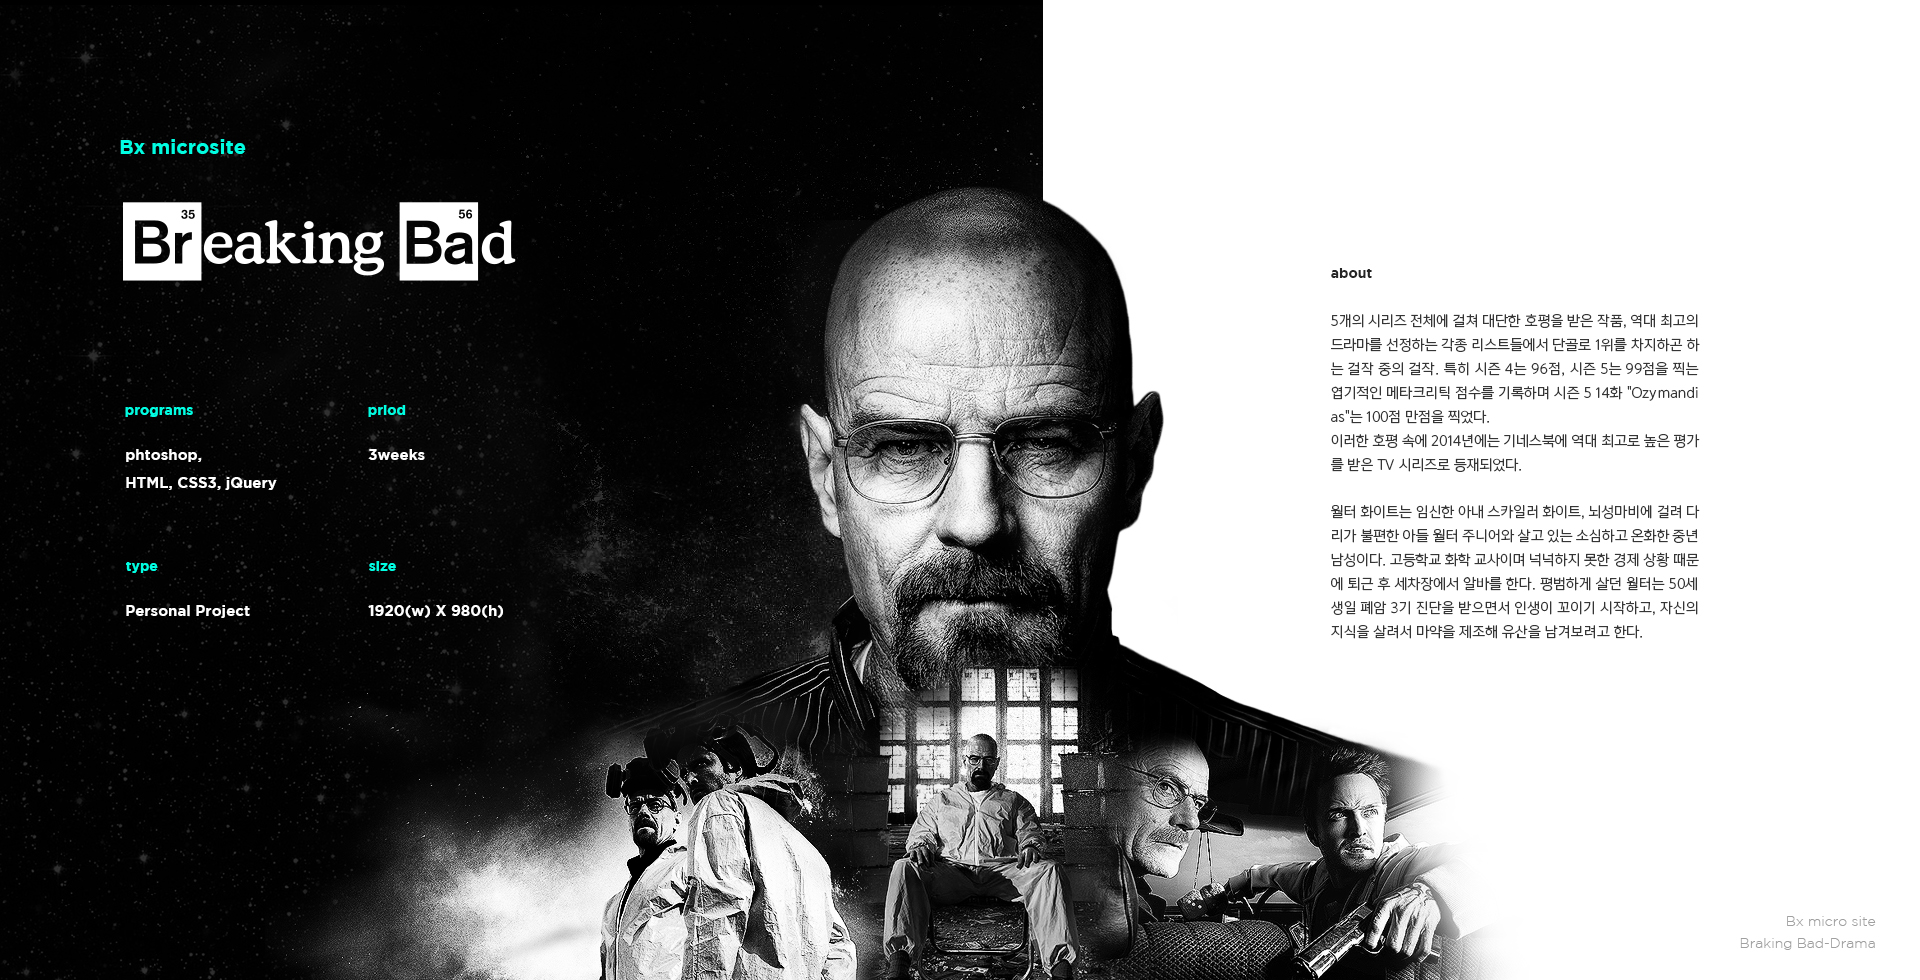 Bx microsite
35
56
Breaking Bad
programs
priod
phtoshop,
3weeks
HTML, CSS3, jQuery
type
size
Personal Project
1920(w) X 980(h)
about
5개의 시리즈 전체에 걸쳐 대단한 호평을 받은 작품, 역대 최고의
드라마를 선정하는 각종 리스트들에서 단골로 1위를 차지하곤 하
는 걸작 중의 걸작. 특히 시즌 4는 96점, 시즌 5는 99점을 찍는
엽기적인 메타크리틱 점수를 기록하며 시즌 5 14화 "Ozymandi
as"는 100점 만점을 찍었다.
이러한 호평 속에 2014년에는 기네스북에 역대 최고로 높은 평가
를 받은 TV 시리즈로 등재되었다.
월터 화이트는 임신한 아내 스카일러 화이트, 뇌성마비에 걸려 다
리가 불편한 아들 월터 주니어와 살고 있는 소심하고 온화한 중년
남성이다. 고등학교 화학 교사이며 넉넉하지 못한 경제 상황 때문
에 퇴근 후 세차장에서 알바를 한다. 평범하게 살던 월터는 50세
생일 폐암 3기 진단을 받으면서 인생이 꼬이기 시작하고, 자신의
지식을 살려서 마약을 제조해 유산을 남겨보려고 한다.
Bx micro site
Braking Bad-Drama